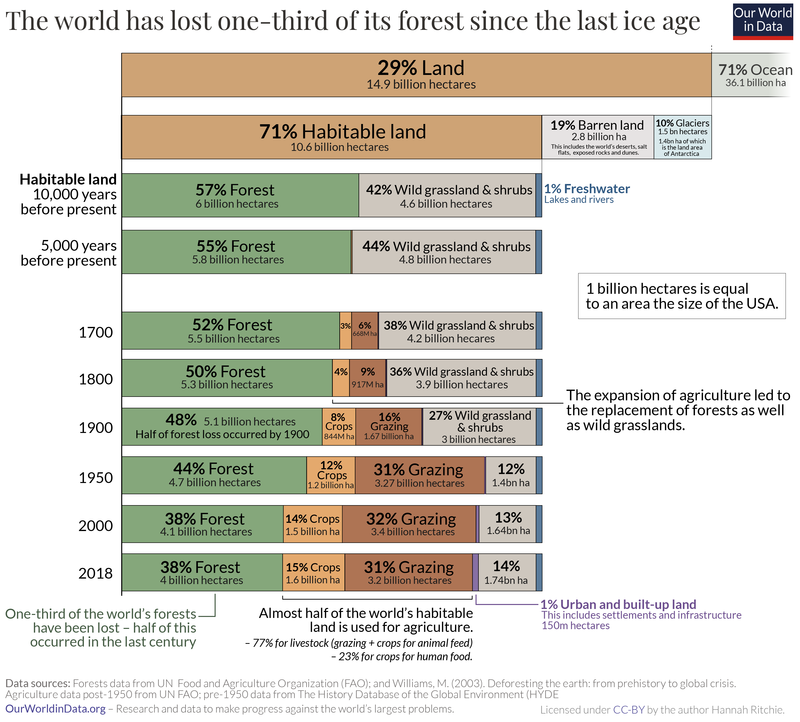 The world has lost one-third of its forest since the last ice age
Our World
in Data
29% Land
14.9 billion hectares
71% Ocean
36.1 billion ha
71% Habitable land
10.6 billion hectares
19% Barren land
2.8 billion ha
This includes the world's deserts, salt
flats, exposed rocks and dunes.
10% Glaciers
1.5 bn hectares
1.4bn ha of which
is the land area
of Antarctica
Habitable land
10,000 years
before present
57% Forest
6 billion hectares
42% Wild grassland & shrubs
4.6 billion hectares
1% Freshwater
Lakes and rivers
5,000 years
before present
55% Forest
5.8 billion hectares
44% Wild grassland & shrubs
4.8 billion hectares
1 billion hectares is equal
to an area the size of the USA.
1700
52% Forest
5.5 billion hectares
3%
6%
668M ha
38% Wild grassland & shrubs
4.2 billion hectares
1800
50% Forest
5.3 billion hectares
4%
9%
917M ha
36% Wild grassland & shrubs
3.9 billion hectares
The expansion of agriculture led to
the replacement of forests as well
as wild grasslands.
1900
48% 5.1 billion hectares
Half of forest loss occurred by 1900
8%
Crops
844M ha
16%
Grazing
1.67 billion ha
27% Wild grassland
& shrubs
3 billion hectares
1950
44% Forest
4.7 billion hectares
12%
Crops
1.2 billion ha
31% Grazing
3.27 billion hectares
12%
1.4bn ha
2000
38% Forest
4.1 billion hectares
14% Crops
1.5 billion ha
32% Grazing
3.4 billion hectares
13%
1.64bn ha
2018
38% Forest
4 billion hectares
15% Crops
1.6 billion ha
31% Grazing
3.2 billion hectares
14%
1.74bn ha
One-third of the world's forests
have been lost – half of this
occurred in the last century
Almost half of the world's habitable
land is used for agriculture.
– 77% for livestock (grazing + crops for animal feed)
– 23% for crops for human food.
1% Urban and built-up land
This includes settlements and infrastructure
150m hectares
Data sources: Forests data from UN Food and Agriculture Organization (FAO); and Williams, M. (2003). Deforesting the earth: from prehistory to global crisis.
Agriculture data post-1950 from UN FAO; pre-1950 data from The History Database of the Global Environment (HYDE
OurWorldinData.org – Research and data to make progress against the world's largest problems.
Licensed under CC-BY by the author Hannah Ritchie.